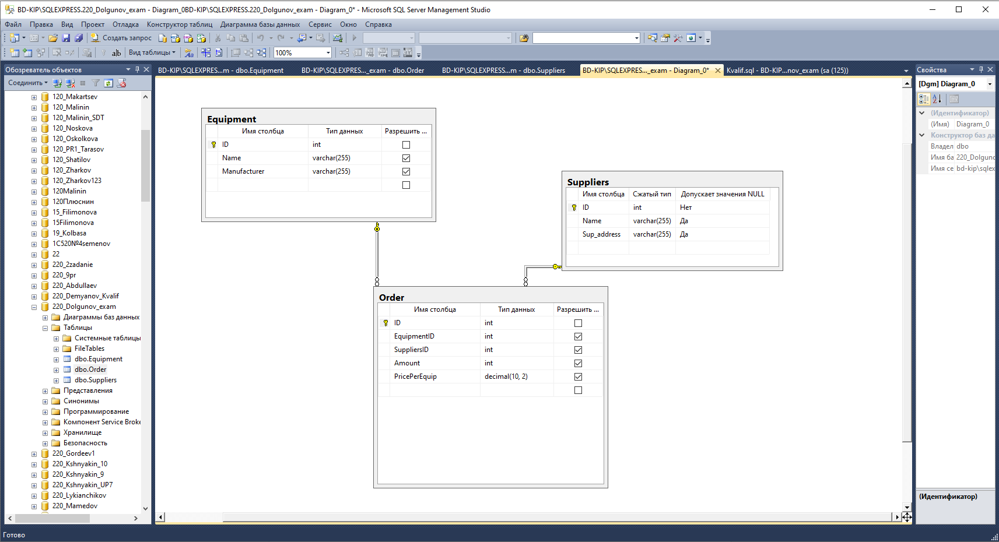 BD-KIP\SQLEXPRESS.220_Dolgunov_exam - Diagram_0BD-KIP\SQLEXPRESS.220_Dolgunov_exam - Diagram_0* - Microsoft SQL Server Management Studio
Файл Правка Вид Проект Отладка Конструктор таблиц Диаграмма базы данных Сервис Окно Справка
Создать запрос
Вид таблицы 100%
Обозреватель объектов
Соединить
120_Makartsev
120_Malinin
120_Malinin_SDT
120_Noskova
120_Oskolkova
120_PR1_Tarasov
120_Shatilov
120_Zharkov
120_Zharkov123
120Malinin
120Плюснин
15_Filimonova
15Filimonova
19_Kolbasa
1С520№4semenov
22
220_2zadanie
220_9pr
220_Abdullaev
220_Demyanov_Kvalif
220_Dolgunov_exam
Диаграммы баз данных
Таблицы
Системные таблицы
FileTables
dbo.Equipment
dbo.Order
dbo.Suppliers
Представления
Синонимы
Программирование
Компонент Service Broke
Хранилище
Безопасность
220_Gordeev1
220_Kshnyakin_10
220_Kshnyakin_9
220_Kshnyakin_UP7
220_Lykianchikov
220_Mamedov
BD-KIP\SQLEXPRES...m - dbo.Equipment
BD-KIP\SQLEXPRES..._exam - dbo.Order
BD-KIP\SQLEXPRESS...m - dbo.Suppliers
BD-KIP\SQLEXPRES..._exam - Diagram_0*
Kvalif.sql - BD-KIP...nov_exam (sa (125))
Equipment
Имя столбца Тип данных Разрешить ...
ID int
Name varchar(255)
Manufacturer varchar(255)
Suppliers
Имя столбца Сжатый тип Допускает значения NULL
ID int Нет
Name varchar(255) Да
Sup_address varchar(255) Да
Order
Имя столбца Тип данных Разрешить ...
ID int
EquipmentID int
SuppliersID int
Amount int
PricePerEquip decimal(10, 2)
Свойства
[Dgm] Diagram_0
(Идентификатор)
(Имя) Diagram_0
Конструктор баз да
Владел dbo
Имя ба 220_Dolgunc
Имя се bd-kip\sqlex
(Идентификатор)
Готово